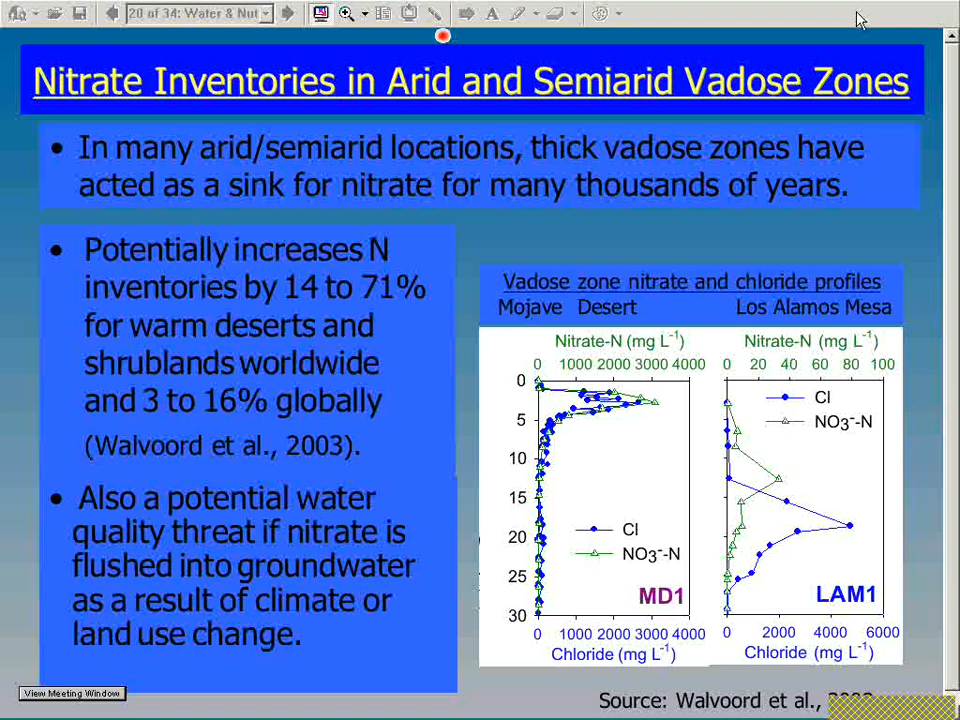 20 of 34: Water & Nut
Nitrate Inventories in Arid and Semiarid Vadose Zones
• In many arid/semiarid locations, thick vadose zones have
acted as a sink for nitrate for many thousands of years.
• Potentially increases N
inventories by 14 to 71%
for warm deserts and
shrublands worldwide
and 3 to 16% globally
(Walvoord et al., 2003).
• Also a potential water
quality threat if nitrate is
flushed into groundwater
as a result of climate or
land use change.
Vadose zone nitrate and chloride profiles
Mojave Desert Los Alamos Mesa
Nitrate-N (mg L⁻¹) Nitrate-N (mg L⁻¹)
0 1000 2000 3000 4000 0 20 40 60 80 100
0
5
10
15
20
25
30
Cl
NO3⁻-N
MD1
Cl
NO3⁻-N
LAM1
0 1000 2000 3000 4000 0 2000 4000 6000
Chloride (mg L⁻¹) Chloride (mg L⁻¹)
View Meeting Window
Source: Walvoord et al.,